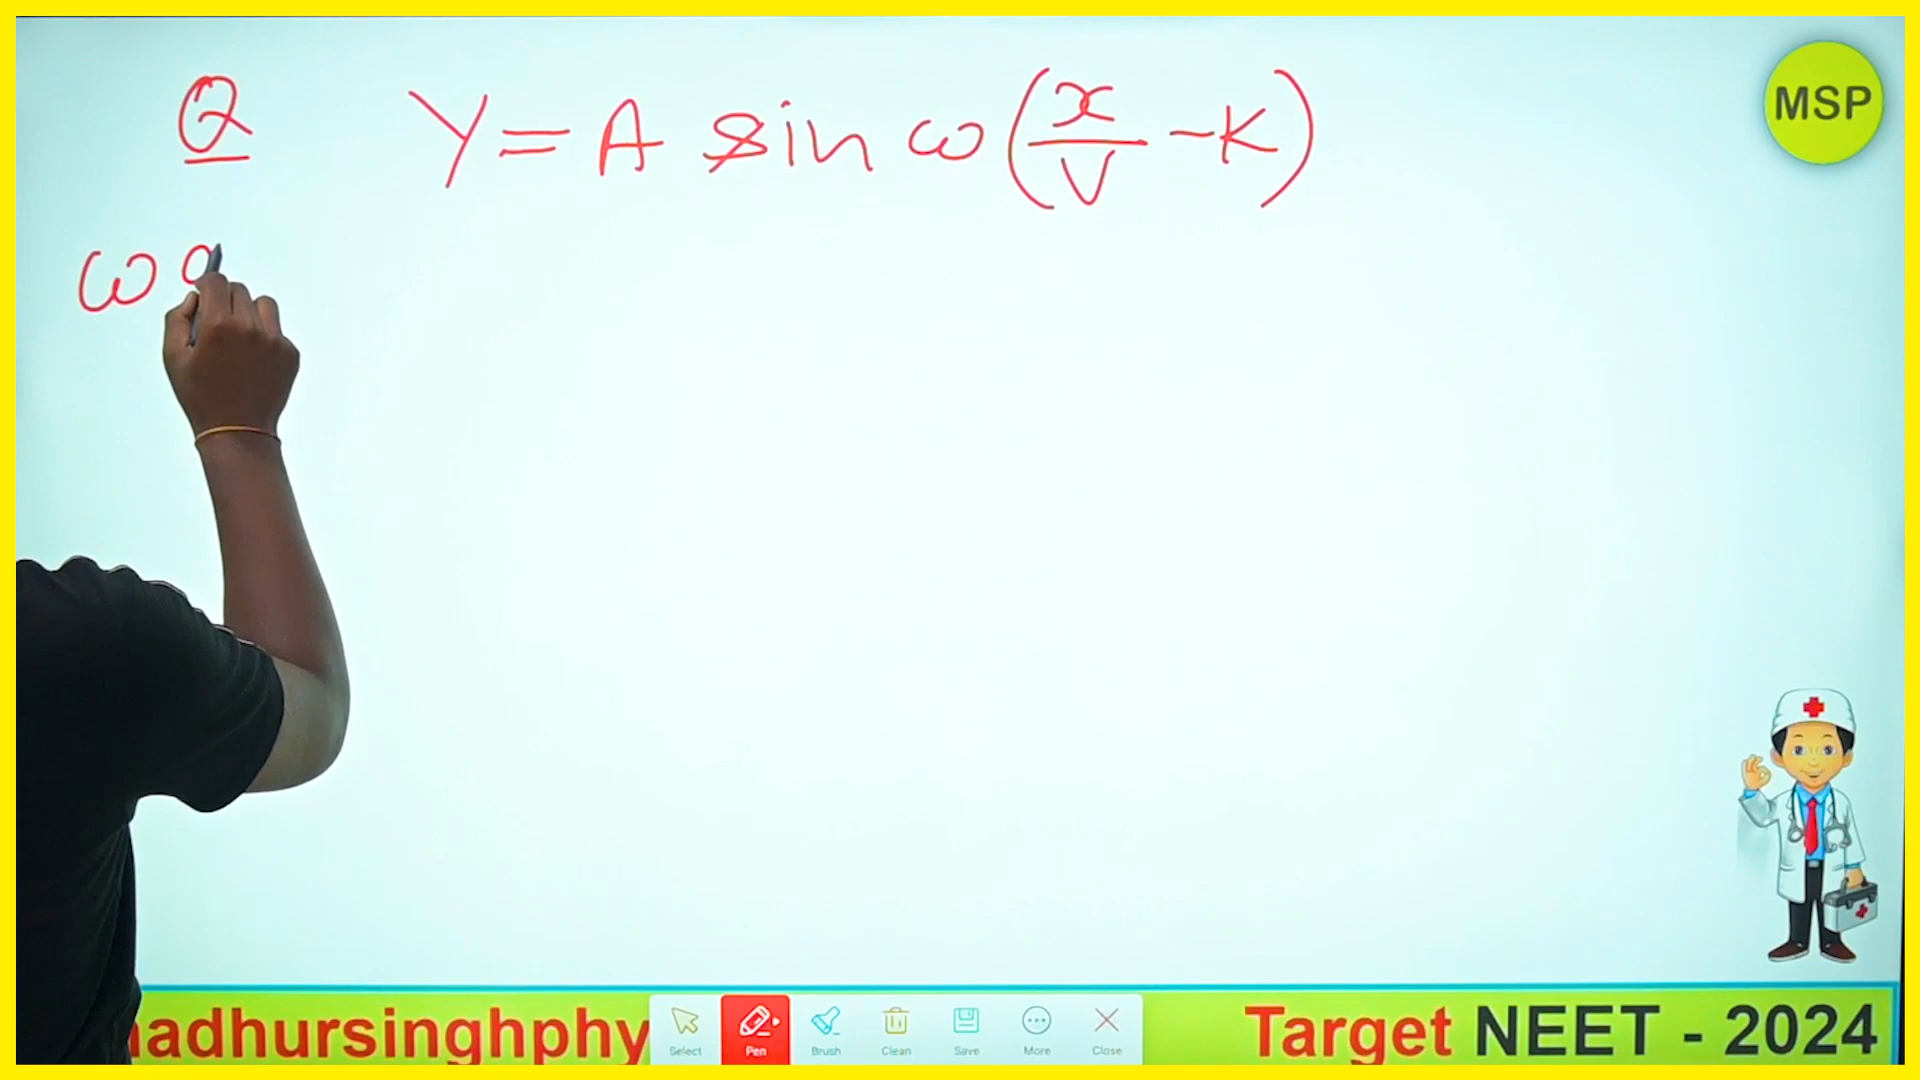 MSP
Q Y = A sin ω(x/V - K)
ω
adhursinghphy
Select Pen Brush Clean Save More Close
Target NEET - 2024